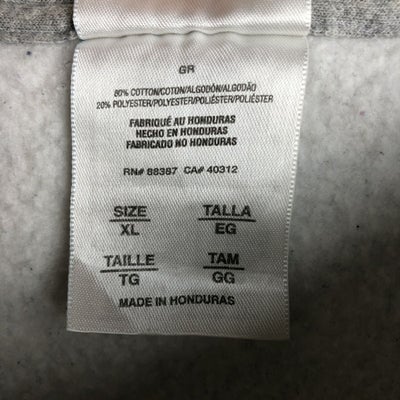 GR
80% COTTON/COTON/ALGODÓN/ALGODÃO
20% POLYESTER/POLYESTER/POLIÉSTER/POLIÉSTER
FABRIQUÉ AU HONDURAS
HECHO EN HONDURAS
FABRICADO NO HONDURAS
RN# 88387 CA# 40312
SIZE TALLA
XL EG
TAILLE TAM
TG GG
MADE IN HONDURAS